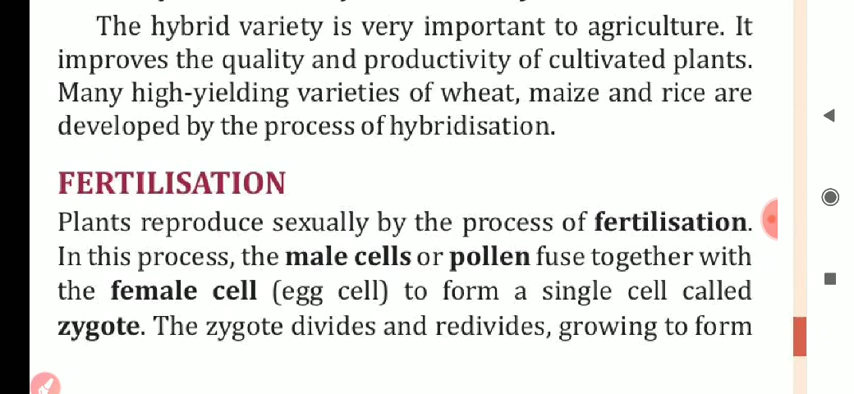 The hybrid variety is very important to agriculture. It
improves the quality and productivity of cultivated plants.
Many high-yielding varieties of wheat, maize and rice are
developed by the process of hybridisation.
FERTILISATION
Plants reproduce sexually by the process of fertilisation.
In this process, the male cells or pollen fuse together with
the female cell (egg cell) to form a single cell called
zygote. The zygote divides and redivides, growing to form